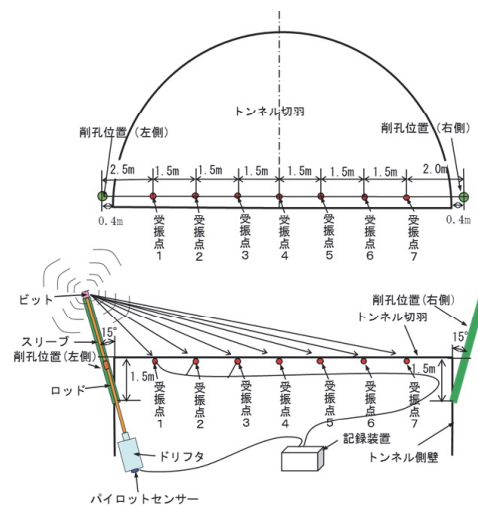 トンネル切羽
削孔位置（左側）
削孔位置（右側）
2.5m
1.5m
1.5m
1.5m
1.5m
1.5m
1.5m
2.0m
0.4m
0.4m
受振点1
受振点2
受振点3
受振点4
受振点5
受振点6
受振点7
ビット
削孔位置(右側)
トンネル切羽
15°
15°
スリーブ
削孔位置(左側)
ロッド
1.5m
1.5m
受振点1
受振点2
受振点3
受振点4
受振点5
受振点6
受振点7
ドリフタ
記録装置
トンネル側壁
パイロットセンサー